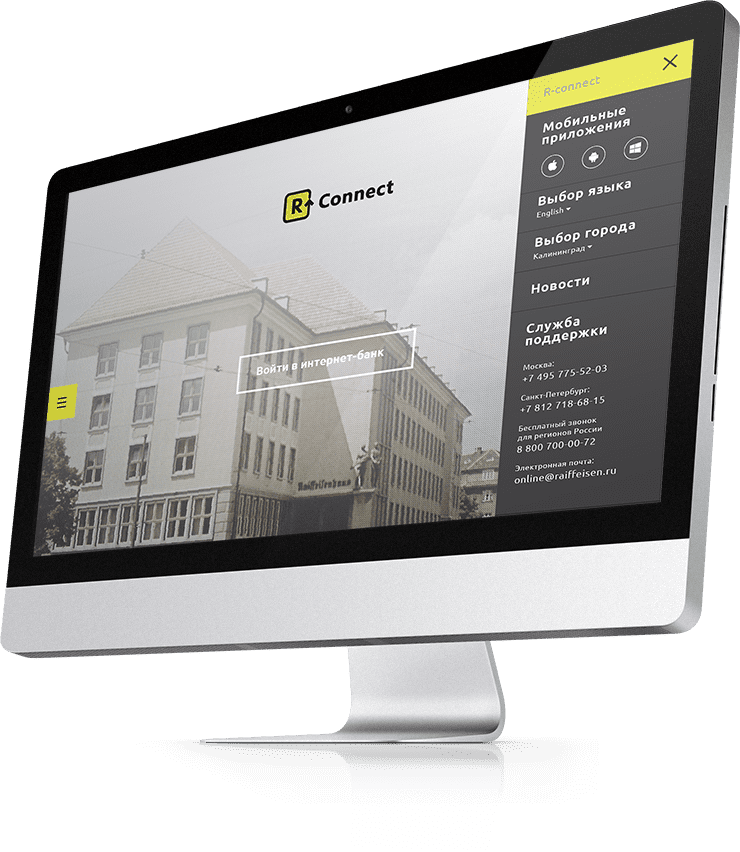 R-connect
Мобильные
приложения
R Connect
Выбор языка
English
Выбор города
Калининград
Новости
Служба
поддержки
Войти в интернет-банк
Москва:
+7 495 775-52-03
Санкт-Петербург:
+7 812 718-68-15
Бесплатный звонок
для регионов России
8 800 700-00-72
Электронная почта:
online@raiffeisen.ru
Raiffeisenhaus